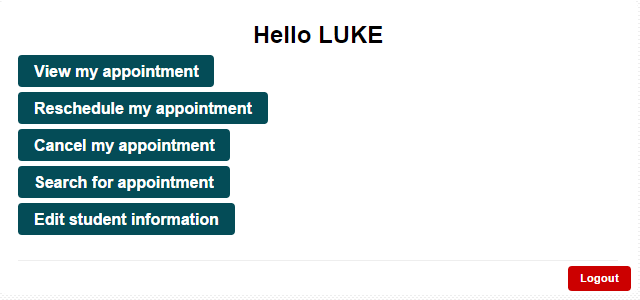 Hello LUKE
View my appointment
Reschedule my appointment
Cancel my appointment
Search for appointment
Edit student information
Logout